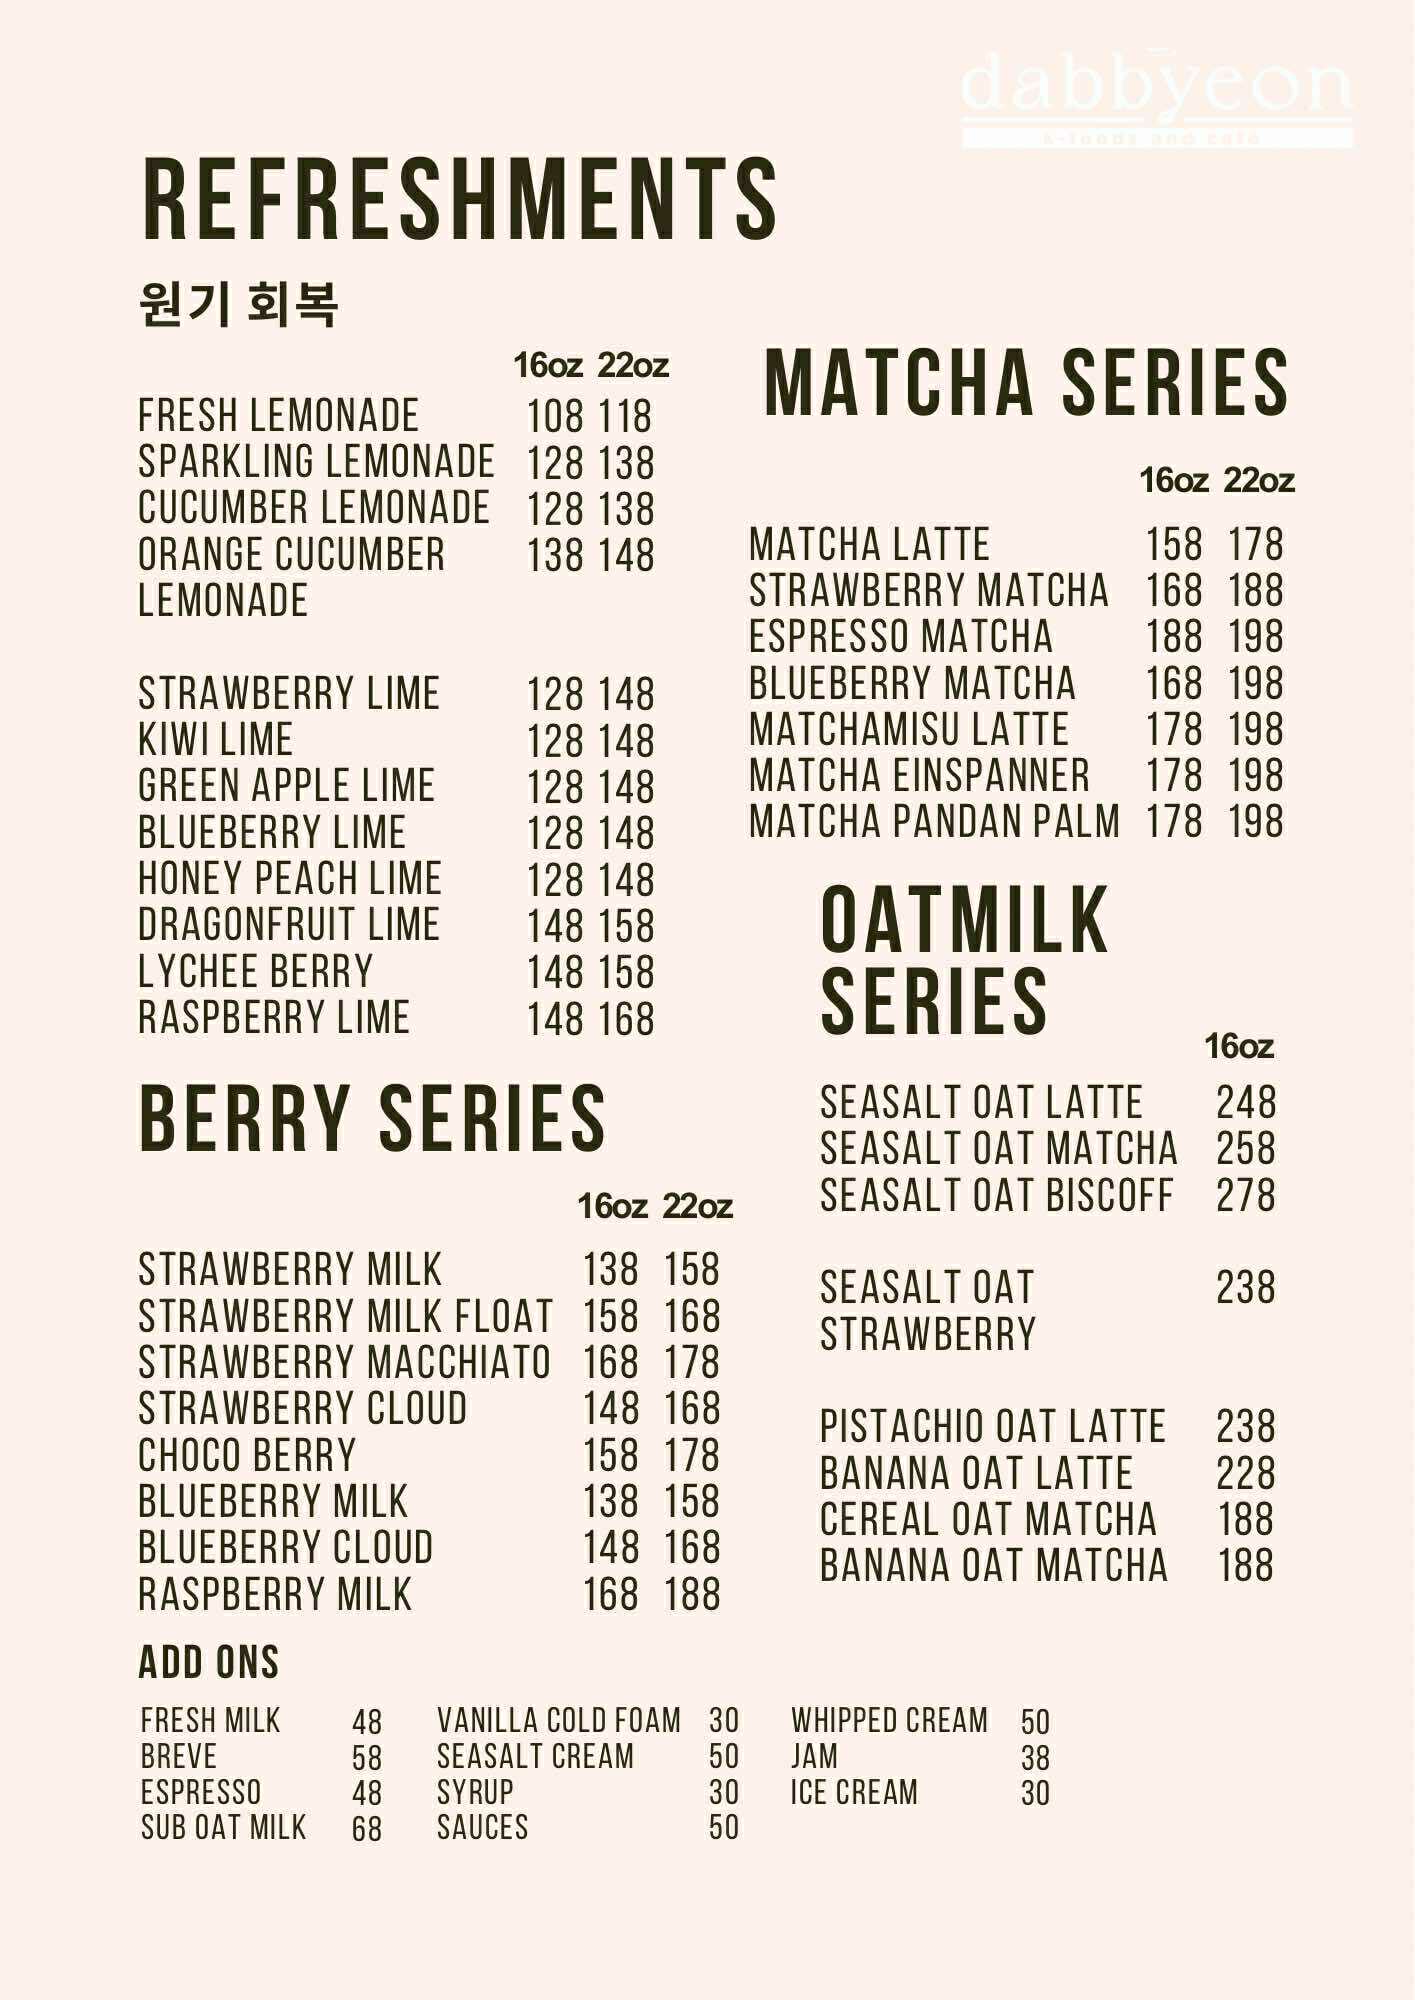 dabbyeon
k-foods and cafe
REFRESHMENTS
원기 회복
16oz 22oz
FRESH LEMONADE 108 118
SPARKLING LEMONADE 128 138
CUCUMBER LEMONADE 128 138
ORANGE CUCUMBER 138 148
LEMONADE
STRAWBERRY LIME 128 148
KIWI LIME 128 148
GREEN APPLE LIME 128 148
BLUEBERRY LIME 128 148
HONEY PEACH LIME 128 148
DRAGONFRUIT LIME 148 158
LYCHEE BERRY 148 158
RASPBERRY LIME 148 168
BERRY SERIES
16oz 22oz
STRAWBERRY MILK 138 158
STRAWBERRY MILK FLOAT 158 168
STRAWBERRY MACCHIATO 168 178
STRAWBERRY CLOUD 148 168
CHOCO BERRY 158 178
BLUEBERRY MILK 138 158
BLUEBERRY CLOUD 148 168
RASPBERRY MILK 168 188
MATCHA SERIES
16oz 22oz
MATCHA LATTE 158 178
STRAWBERRY MATCHA 168 188
ESPRESSO MATCHA 188 198
BLUEBERRY MATCHA 168 198
MATCHAMISU LATTE 178 198
MATCHA EINSPANNER 178 198
MATCHA PANDAN PALM 178 198
OATMILK
SERIES
16oz
SEASALT OAT LATTE 248
SEASALT OAT MATCHA 258
SEASALT OAT BISCOFF 278
SEASALT OAT 238
STRAWBERRY
PISTACHIO OAT LATTE 238
BANANA OAT LATTE 228
CEREAL OAT MATCHA 188
BANANA OAT MATCHA 188
ADD ONS
FRESH MILK 48
BREVE 58
ESPRESSO 48
SUB OAT MILK 68
VANILLA COLD FOAM 30
SEASALT CREAM 50
SYRUP 30
SAUCES 50
WHIPPED CREAM 50
JAM 38
ICE CREAM 30